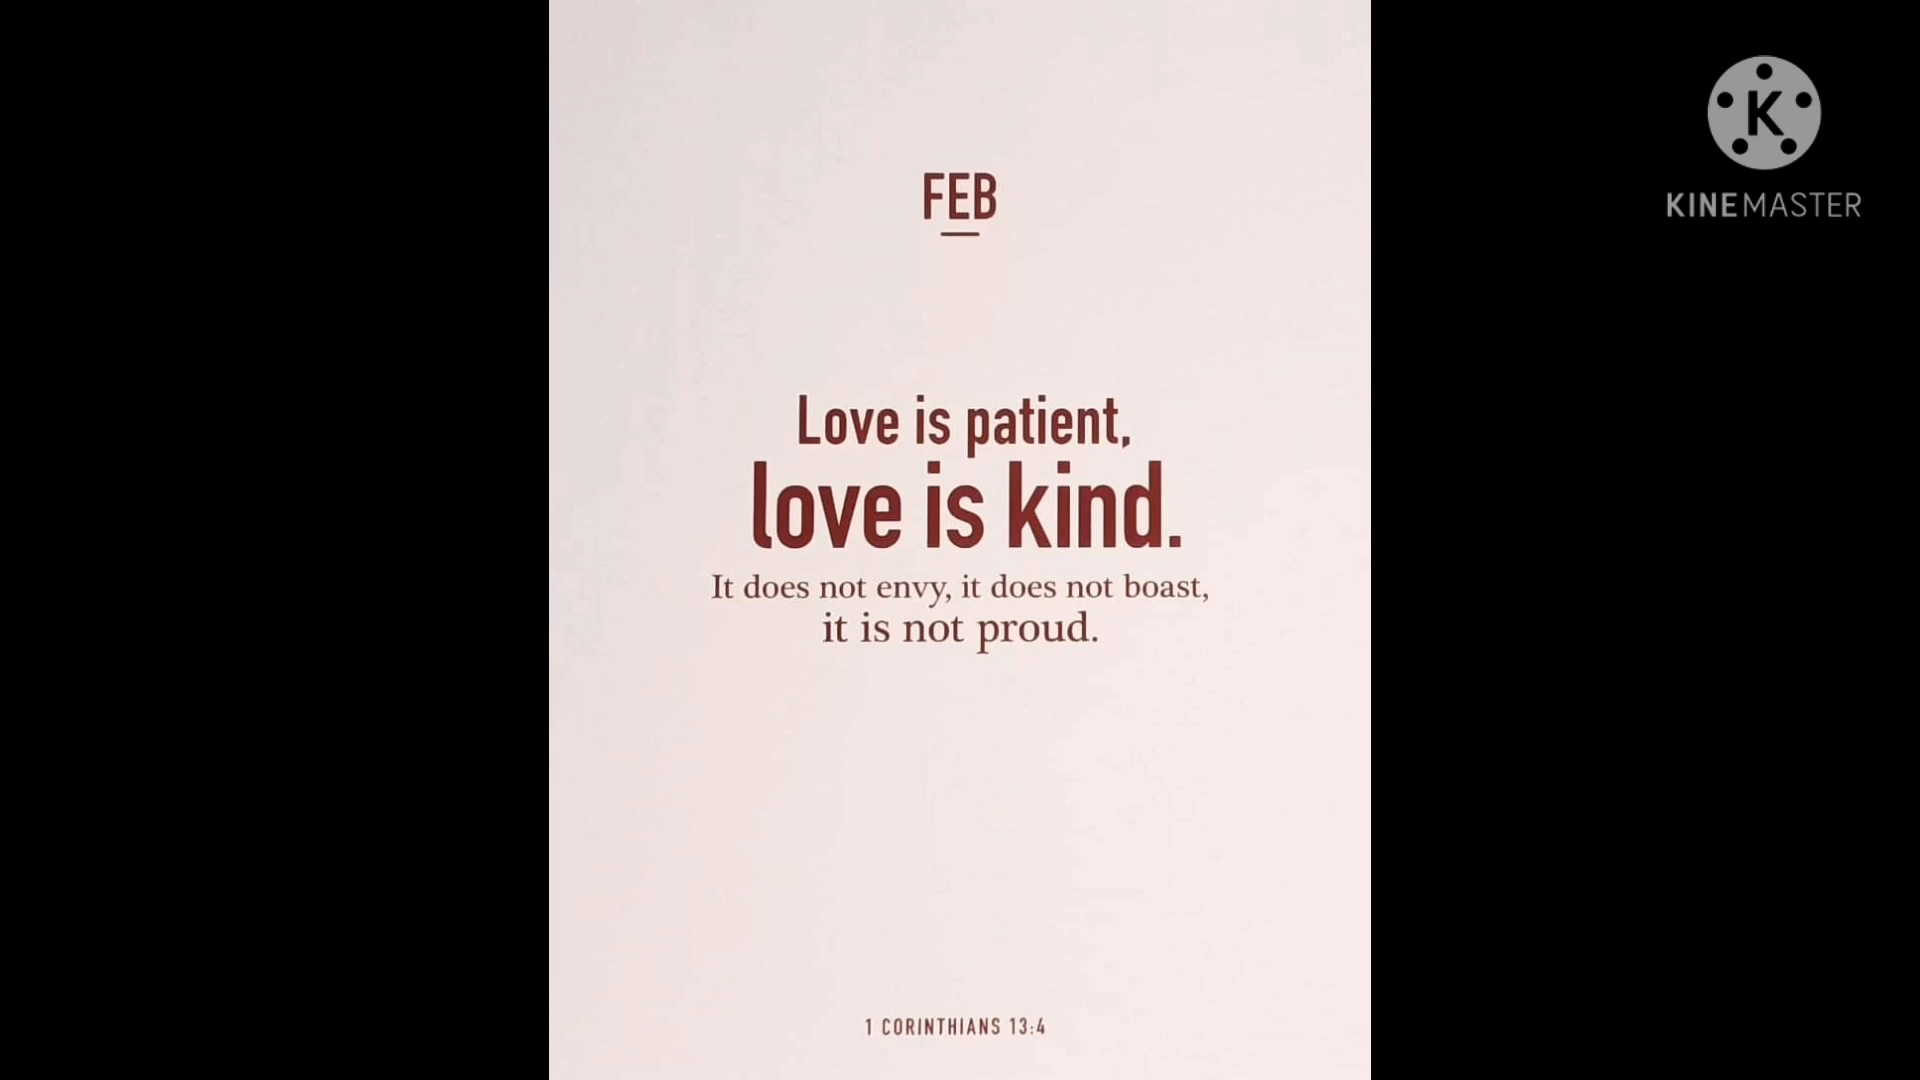 FEB
Love is patient,
love is kind.
It does not envy, it does not boast,
it is not proud.
1 CORINTHIANS 13:4
K
KINEMASTER